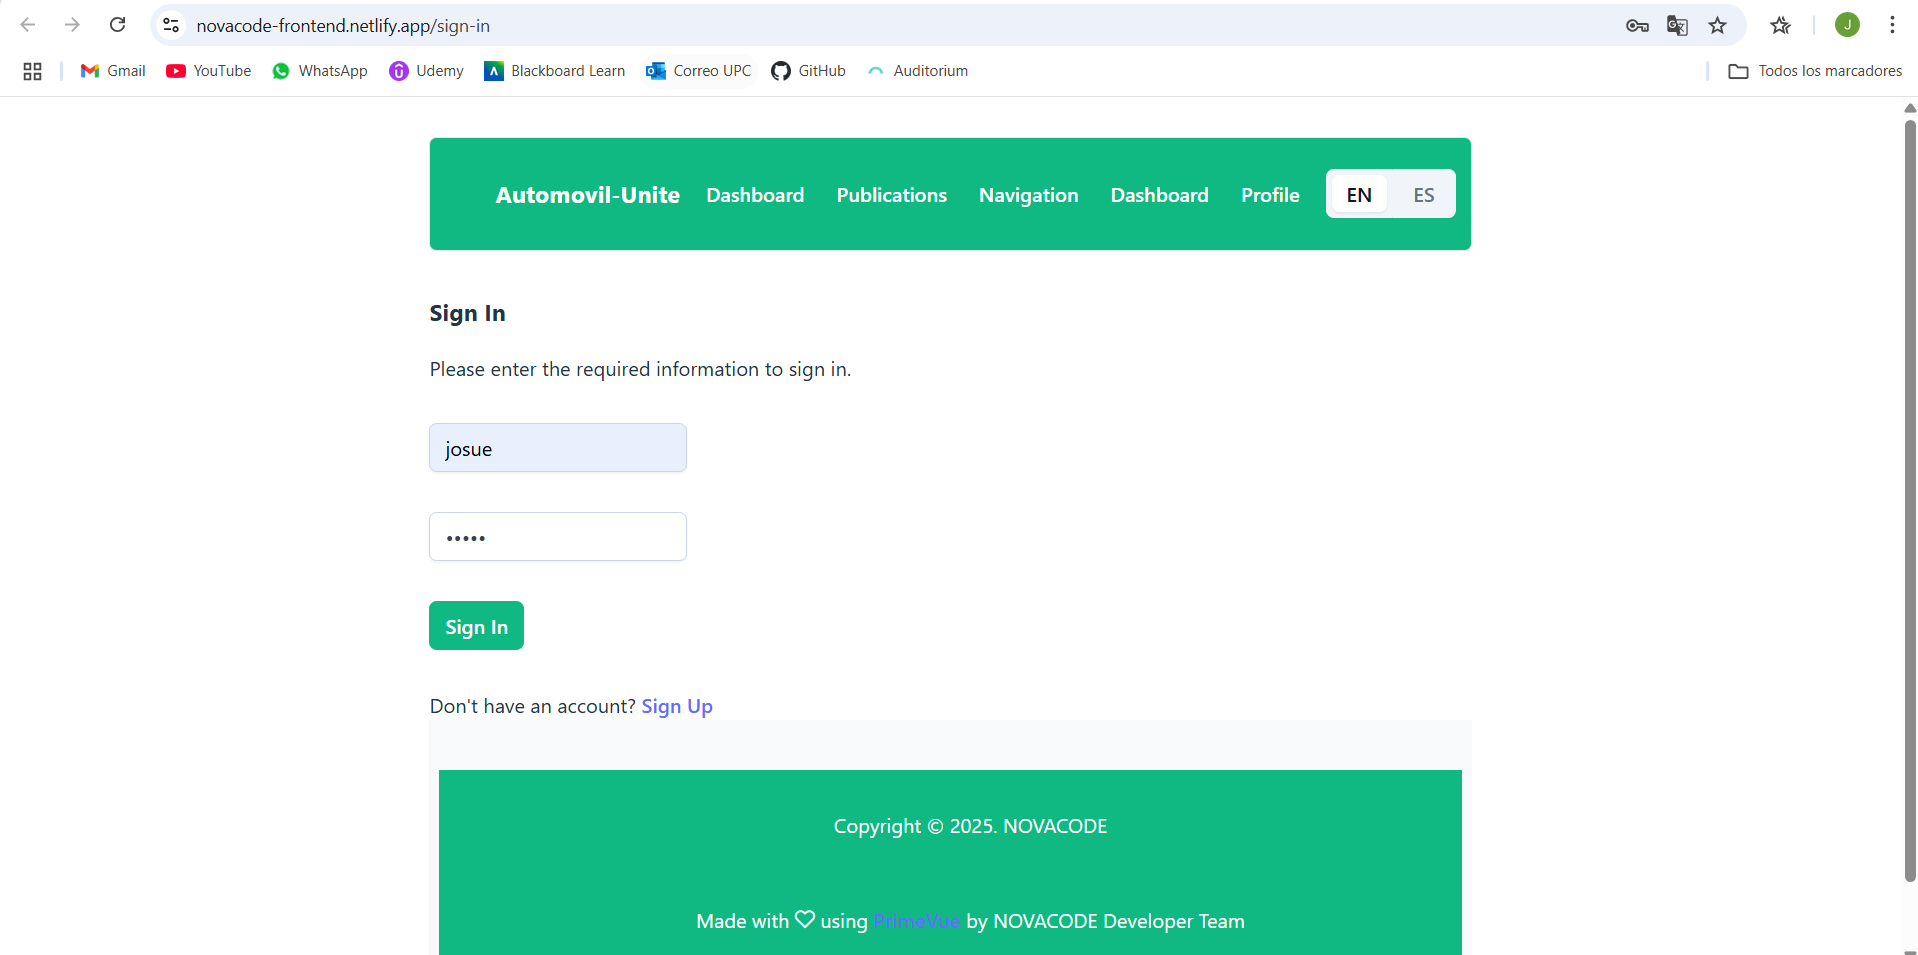 novacode-frontend.netlify.app/sign-in
J
Gmail YouTube WhatsApp Udemy Blackboard Learn Correo UPC GitHub Auditorium Todos los marcadores
Automovil-Unite Dashboard Publications Navigation Dashboard Profile EN ES
Sign In
Please enter the required information to sign in.
josue
•••••
Sign In
Don't have an account? Sign Up
Copyright © 2025. NOVACODE
Made with ♡ using PrimeVue by NOVACODE Developer Team